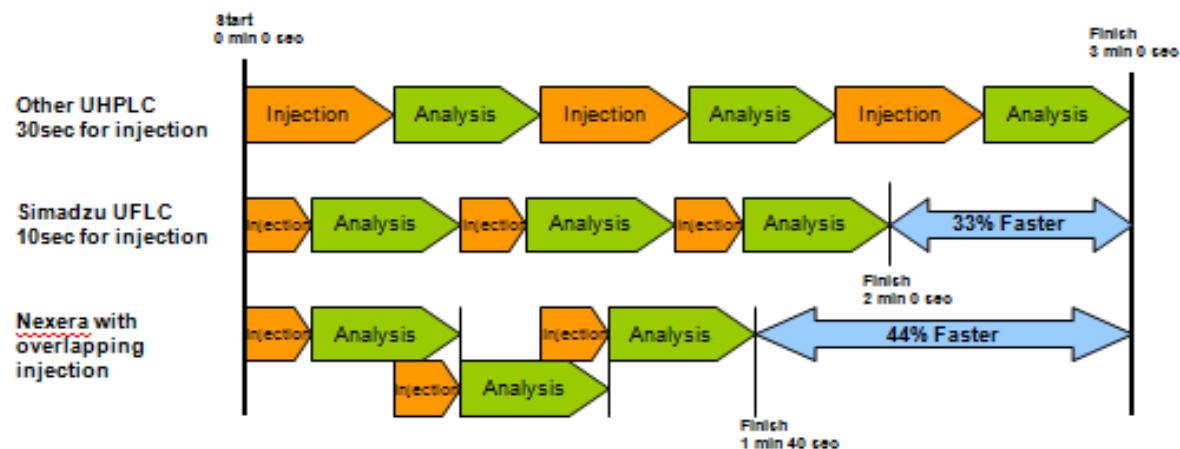 Start
0 min 0 sec
Finish
3 min 0 sec
Other UHPLC
30sec for injection
Injection
Analysis
Injection
Analysis
Injection
Analysis
Simadzu UFLC
10sec for injection
Injection
Analysis
Injection
Analysis
Injection
Analysis
33% Faster
Finish
2 min 0 sec
Nexera with
overlapping
injection
Injection
Analysis
Injection
Analysis
44% Faster
Injection
Analysis
Finish
1 min 40 sec